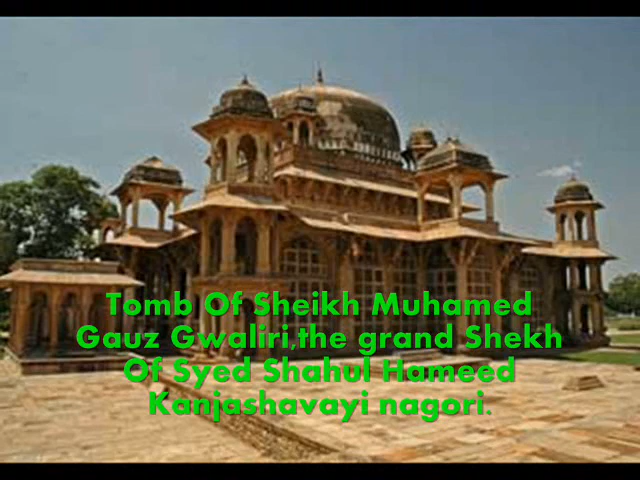 Tomb Of Sheikh Muhamed
Gauz Gwaliri,the grand Shekh
Of Syed Shahul Hameed
Kanjashavayi nagori.